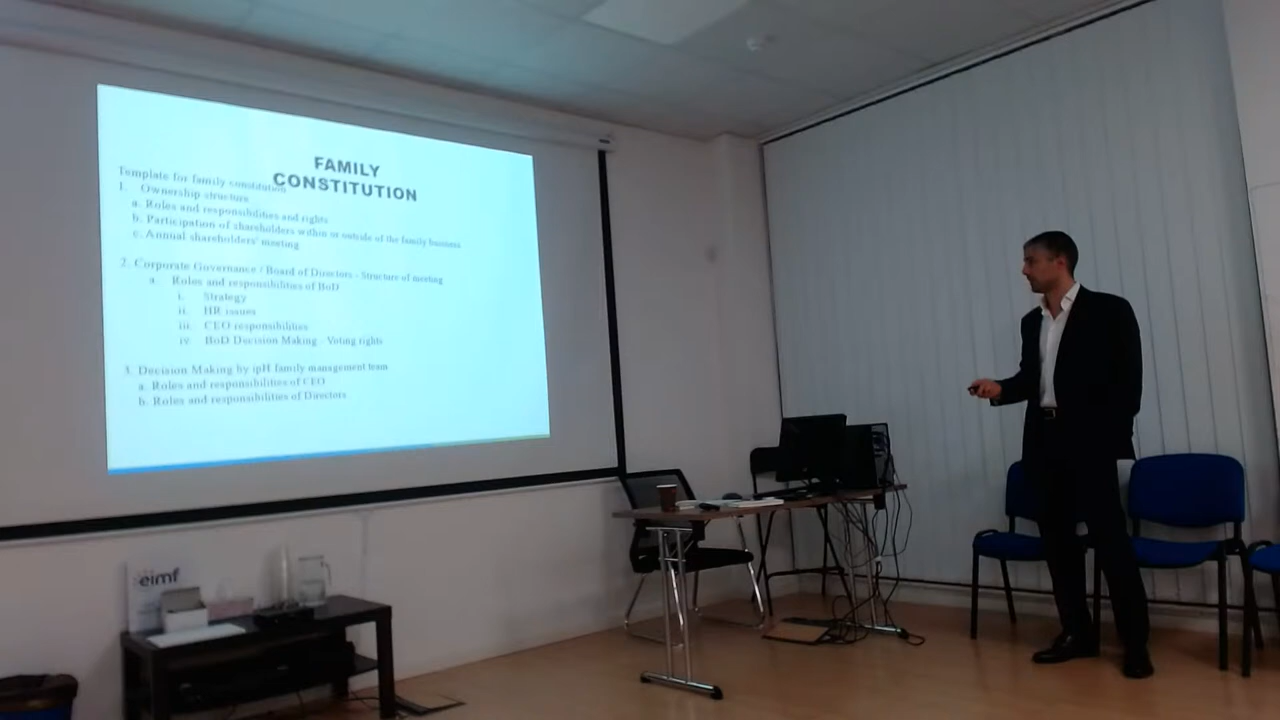 FAMILY
CONSTITUTION
Template for family constitution
1. Ownership structure
a. Roles and responsibilities and rights
b. Participation of shareholders within or outside of the family business
c. Annual shareholders' meeting
2. Corporate Governance / Board of Directors - Structure of meeting
a. Roles and responsibilities of BoD
i. Strategy
ii. HR issues
iii. CEO responsibilities
iv. BoD Decision Making - Voting rights
3. Decision Making by ipH family management team
a. Roles and responsibilities of CEO
b. Roles and responsibilities of Directors
eimf